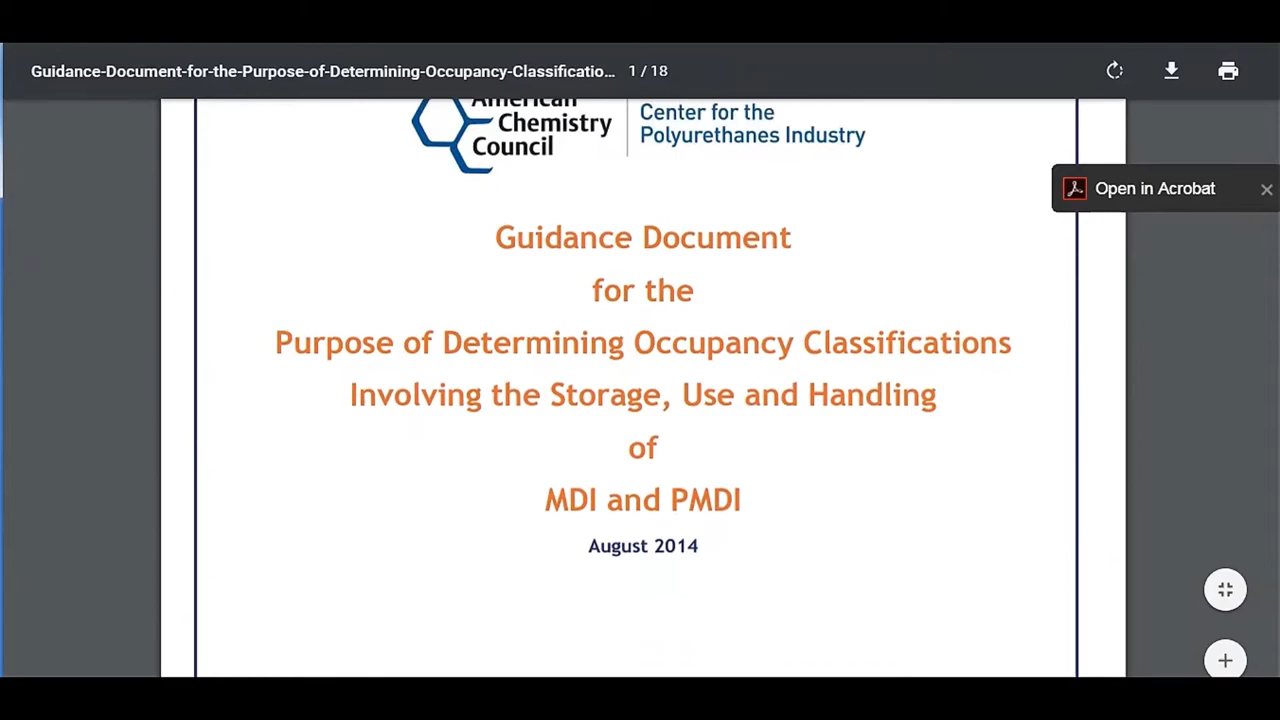 Guidance-Document-for-the-Purpose-of-Determining-Occupancy-Classificatio... 1 / 18
American
Chemistry
Council
Center for the
Polyurethanes Industry
Open in Acrobat
Guidance Document
for the
Purpose of Determining Occupancy Classifications
Involving the Storage, Use and Handling
of
MDI and PMDI
August 2014